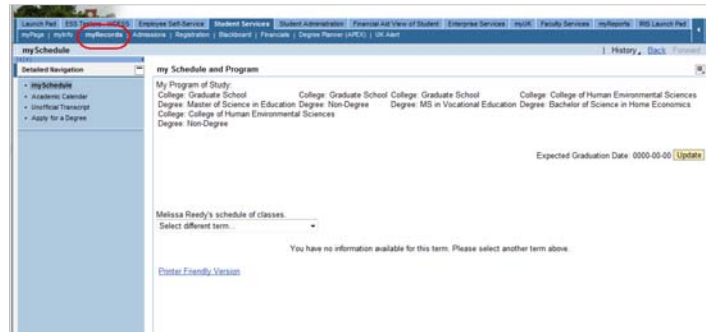 Launch Pad ESS Employee Self-Service Student Services Student Administration Financial Aid View of Student Enterprise Services myUK Faculty Services myReports IRIS Launch Pad
myPage | myInfo | myRecords | Admissions | Registration | Blackboard | Financials | Degree Planner (APEX) | UK Alert
mySchedule | History, Back Forward
Detailed Navigation
• mySchedule
• Academic Calendar
• Unofficial Transcript
• Apply for a Degree
my Schedule and Program
My Program of Study:
College: Graduate School College: Graduate School College: Graduate School College: College of Human Environmental Sciences
Degree: Master of Science in Education Degree: Non-Degree Degree: MS in Vocational Education Degree: Bachelor of Science in Home Economics
College: College of Human Environmental Sciences
Degree: Non-Degree
Expected Graduation Date: 0000-00-00 Update
Melissa Reedy's schedule of classes.
Select different term...
You have no information available for this term. Please select another term above.
Printer Friendly Version